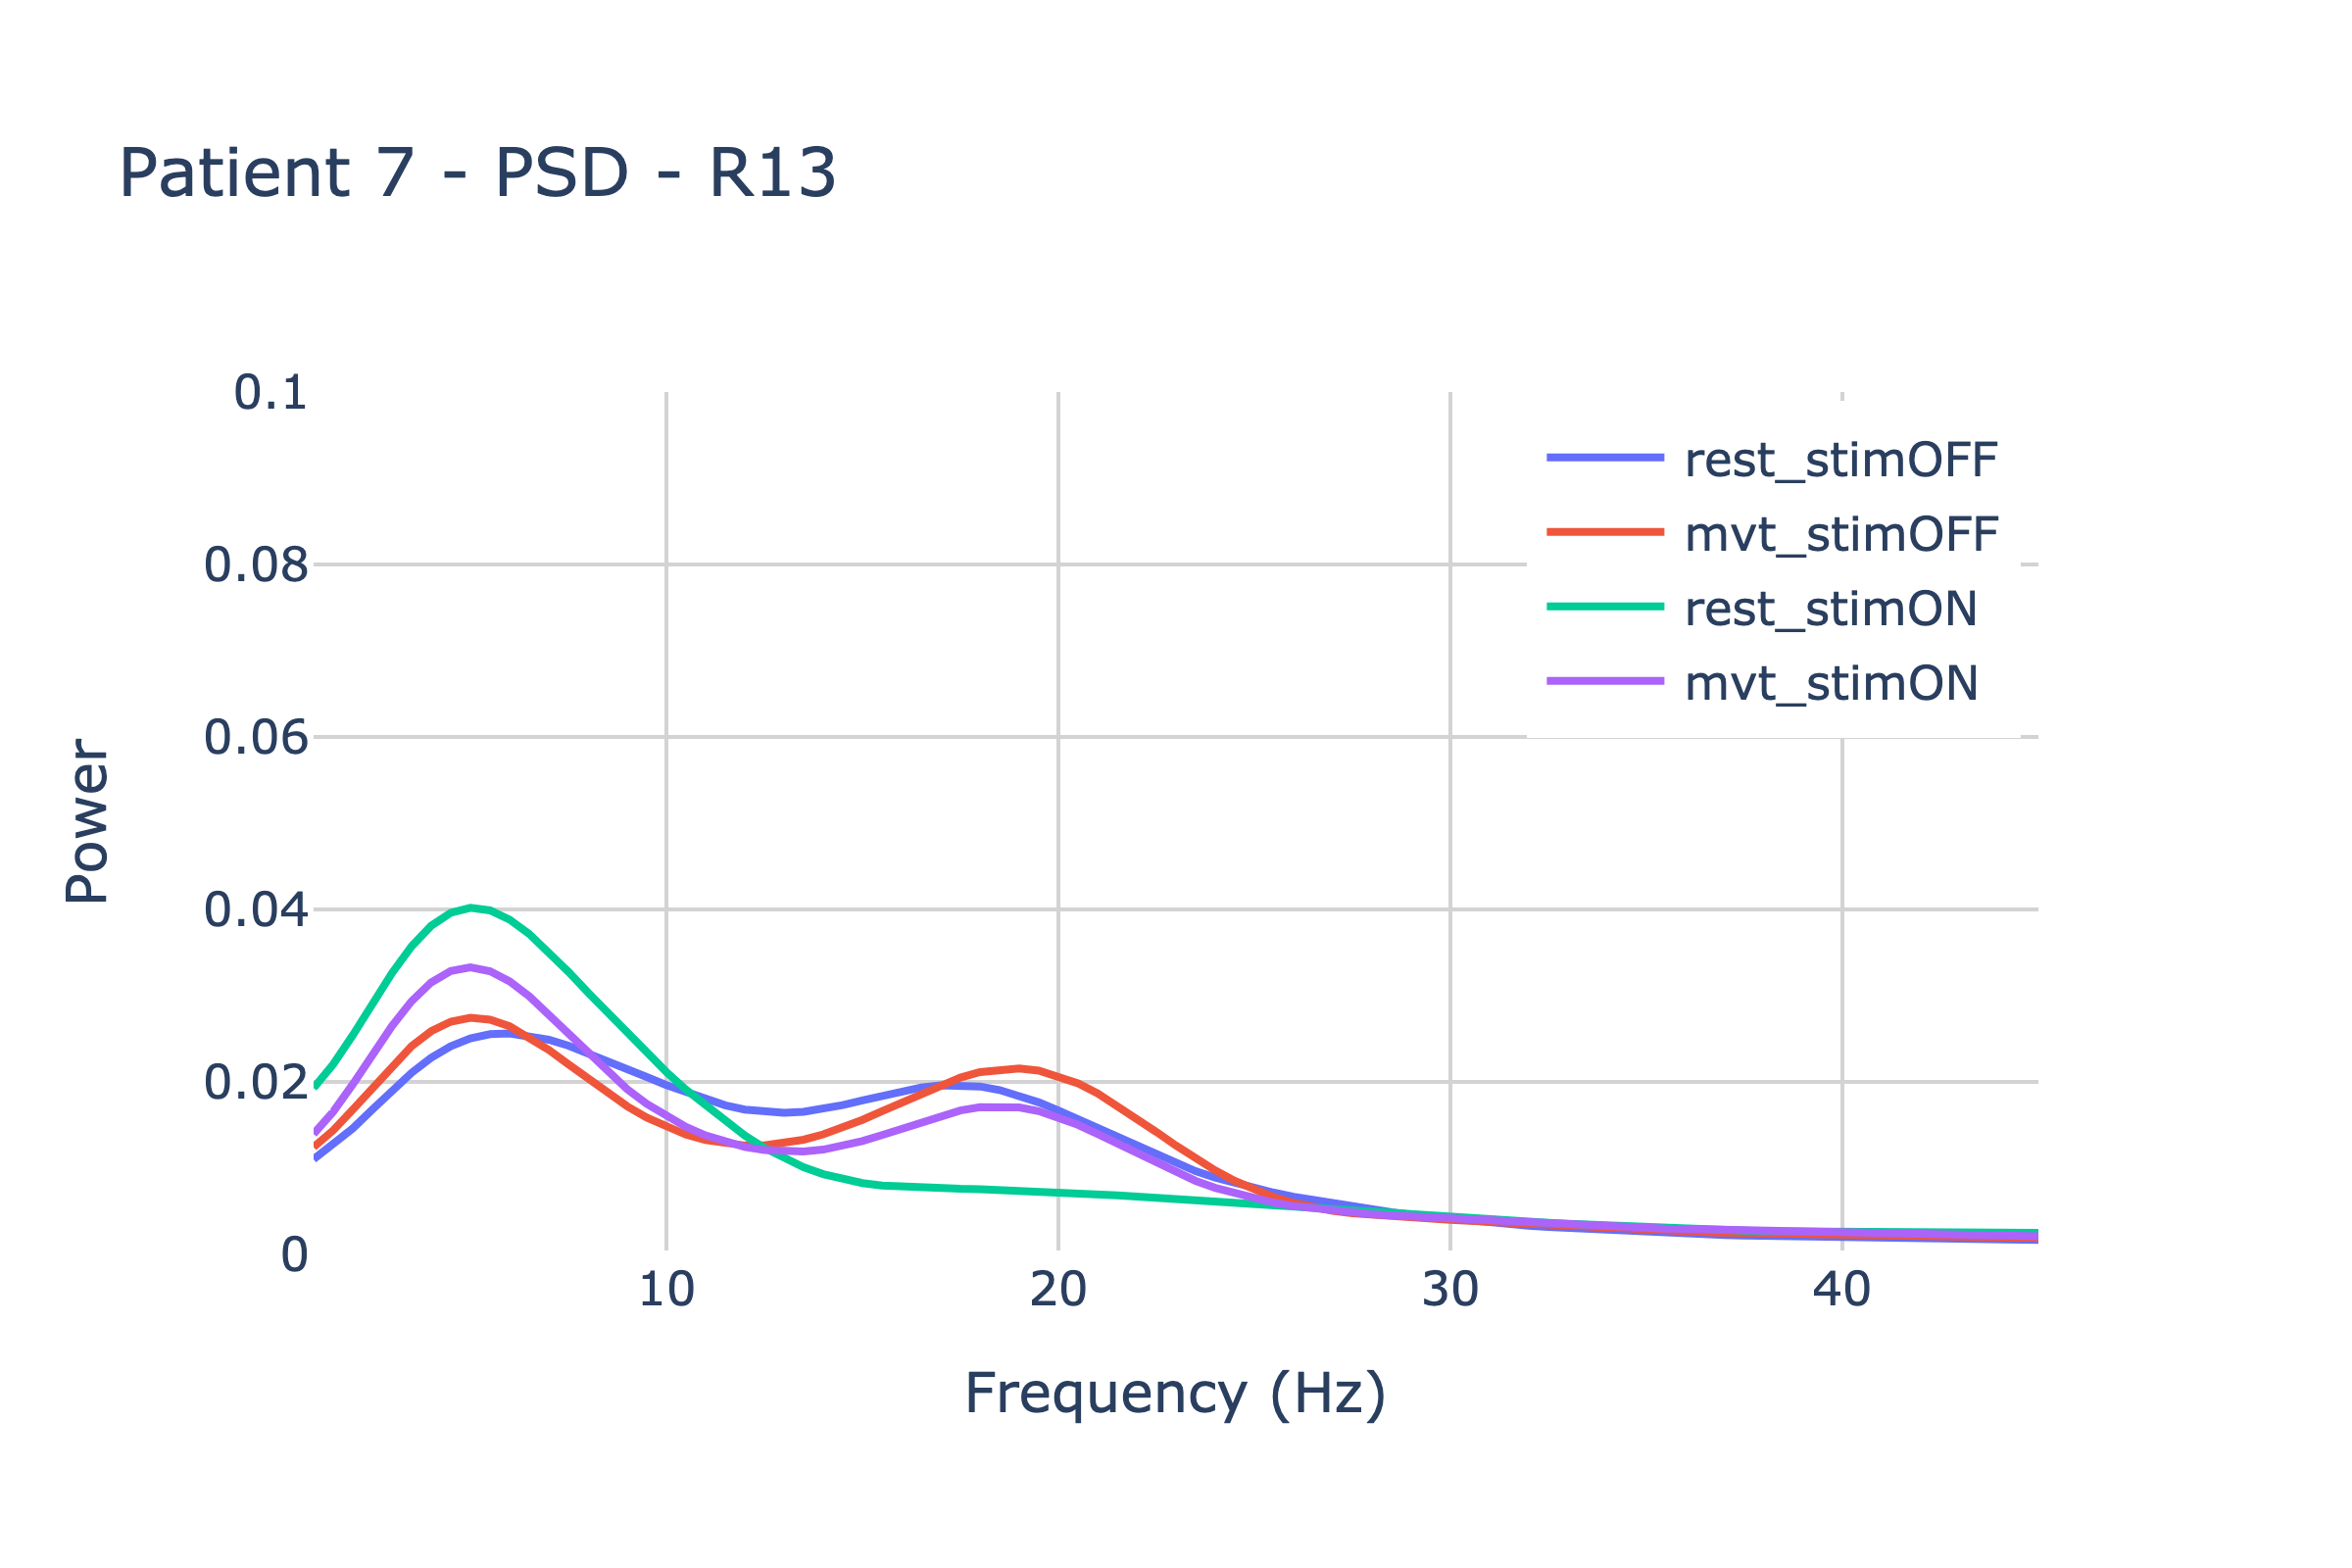 Patient 7 - PSD - R13
0.1
0.08
0.06
0.04
0.02
0
Power
10
20
30
40
Frequency (Hz)
rest_stimOFF
mvt_stimOFF
rest_stimON
mvt_stimON